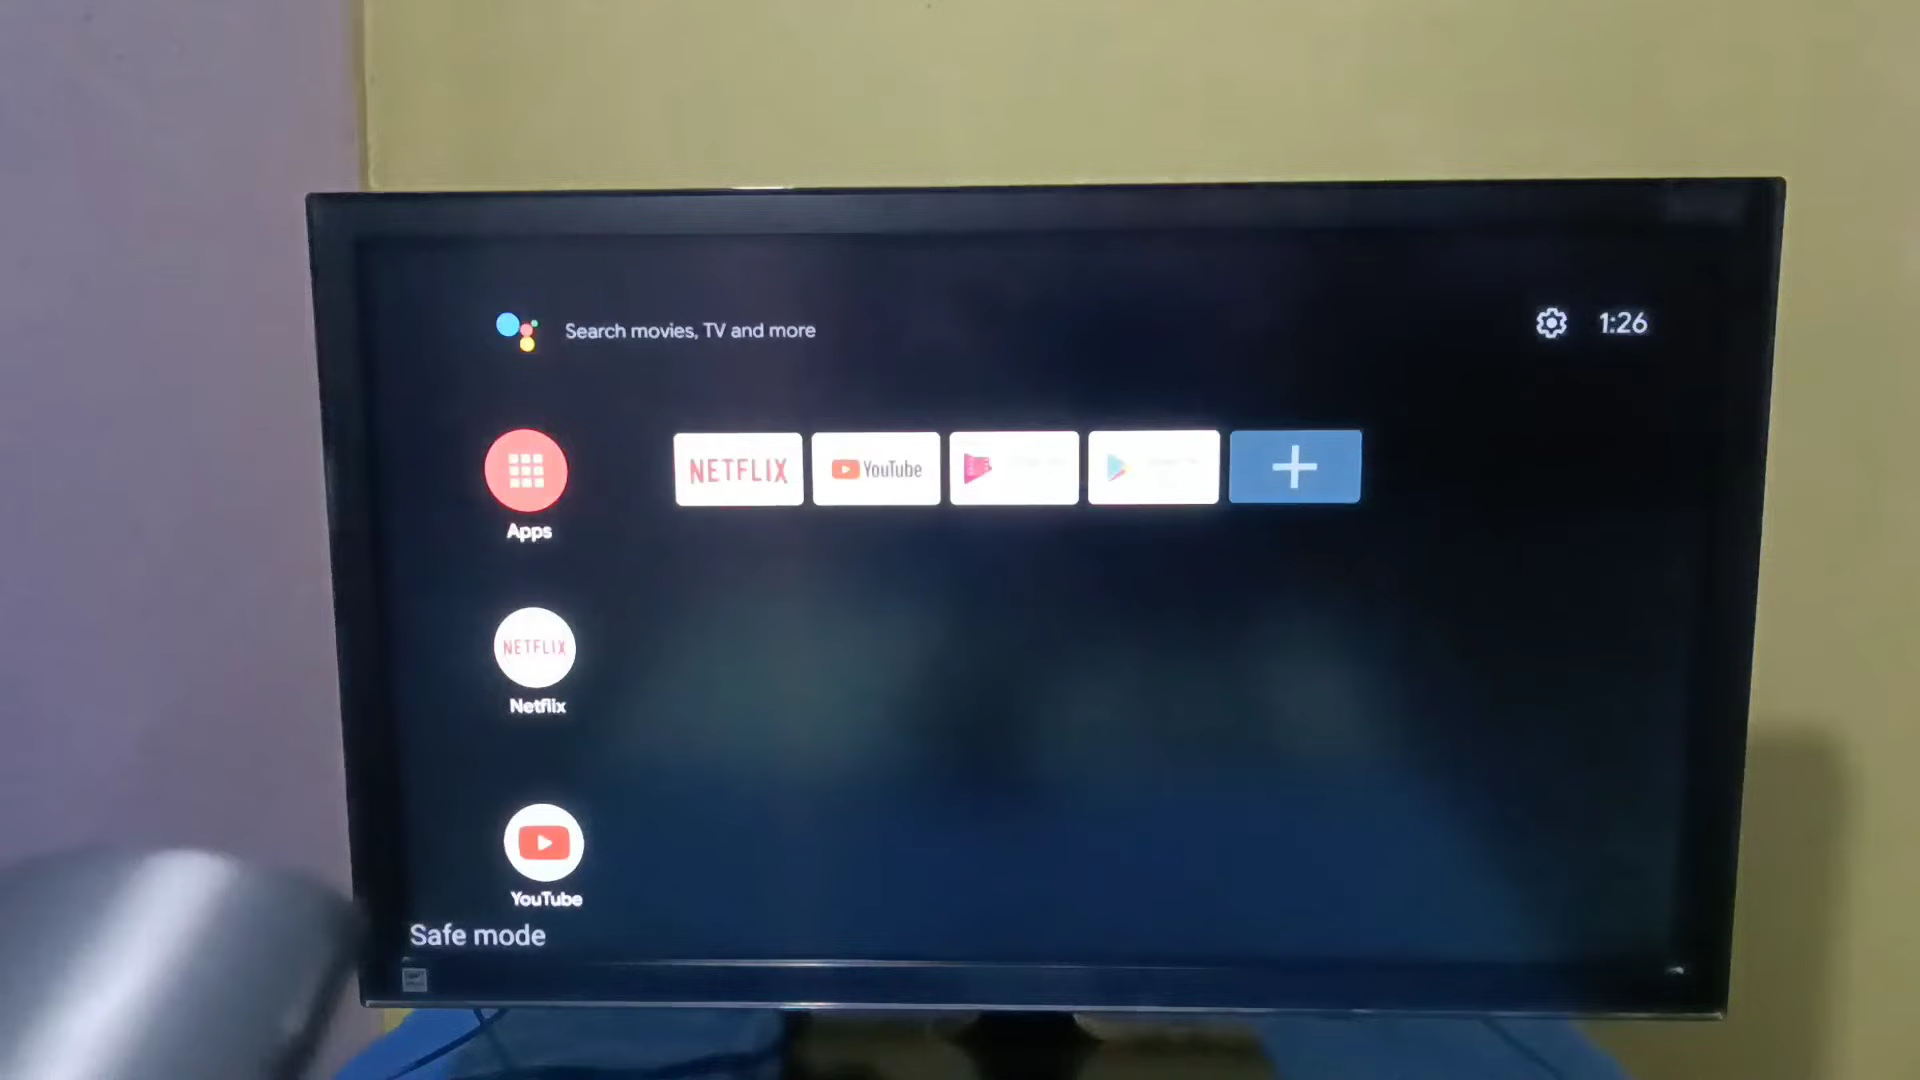 Search movies, TV and more
1:26
NETFLIX
YouTube
Apps
NETFLIX
Netflix
YouTube
Safe mode